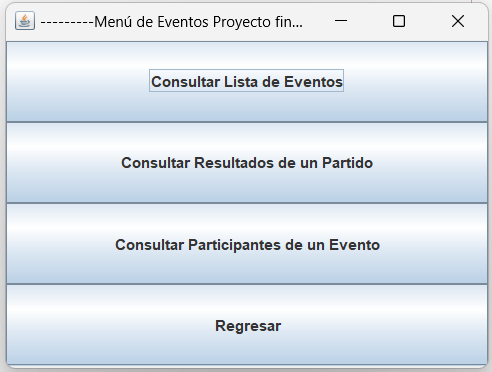 ---------Menú de Eventos Proyecto fin...
Consultar Lista de Eventos
Consultar Resultados de un Partido
Consultar Participantes de un Evento
Regresar